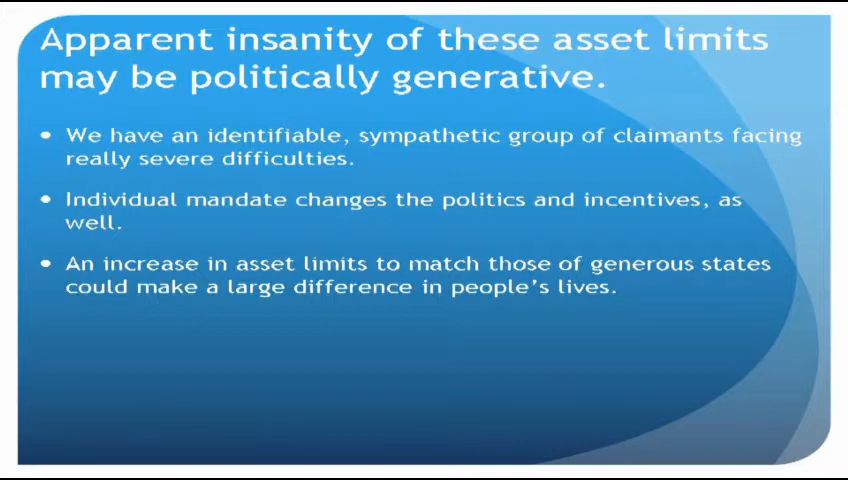 Apparent insanity of these asset limits
may be politically generative.
• We have an identifiable, sympathetic group of claimants facing
really severe difficulties.
• Individual mandate changes the politics and incentives, as
well.
• An increase in asset limits to match those of generous states
could make a large difference in people's lives.